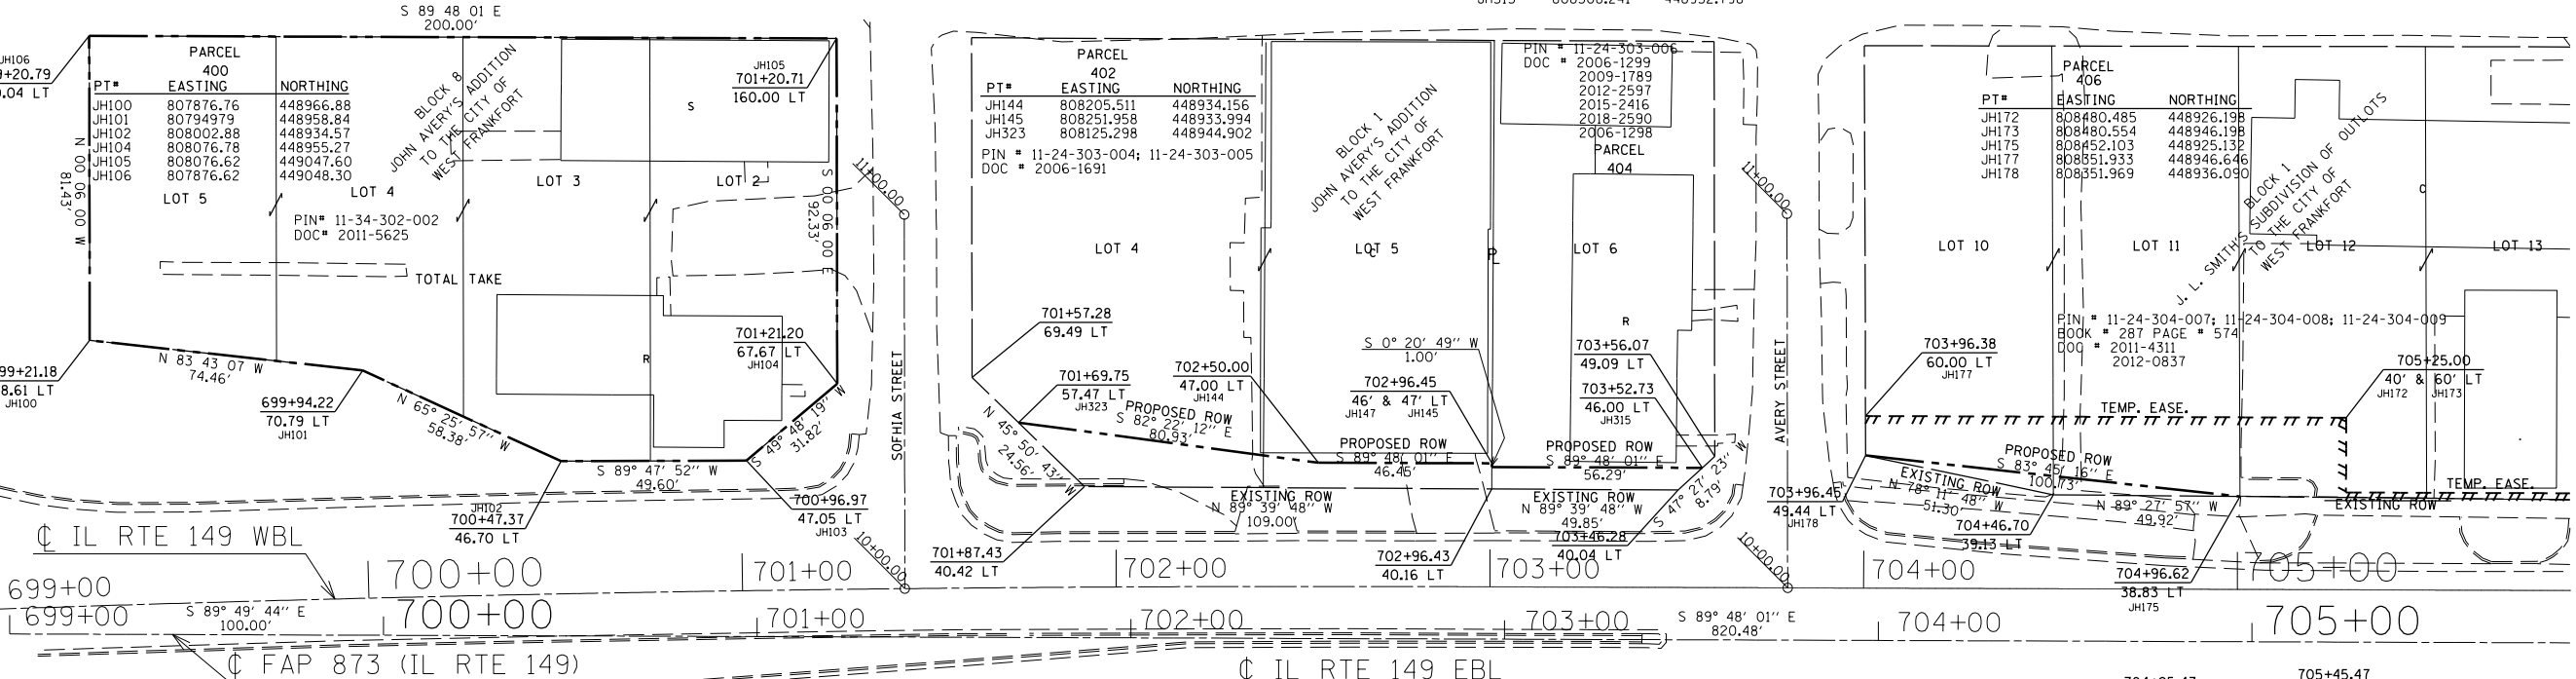 S 89 48 01 E
200.00'
JH106
+20.79
.04 LT
PARCEL
400
PT# EASTING NORTHING
JH100 807876.76 448966.88
JH101 80794979 448958.84
JH102 808002.88 448934.57
JH104 808076.78 448955.27
JH105 808076.62 449047.60
JH106 807876.62 449048.30
BLOCK 8
JOHN AVERY'S ADDITION
TO THE CITY OF
WEST FRANKFORT
S
JH105
701+20.71
160.00 LT
N 00 06 00 W
81.43'
LOT 5
LOT 4
LOT 3
LOT 2
PIN# 11-34-302-002
DOC# 2011-5625
TOTAL TAKE
S 00 06 00 E
92.33'
99+21.18
8.61 LT
JH100
N 83 43 07 W
74.46'
699+94.22
70.79 LT
JH101
N 65° 25' 57'' W
58.38'
R
701+21.20
67.67 LT
JH104
S 49° 48' 19'' W
31.82'
S 89° 47' 52'' W
49.60'
JH102
700+47.37
46.70 LT
700+96.97
47.05 LT
JH103
11+00.00
SOFHIA STREET
10+00.00
PARCEL
402
PT# EASTING NORTHING
JH144 808205.511 448934.156
JH145 808251.958 448933.994
JH323 808125.298 448944.902
PIN # 11-24-303-004; 11-24-303-005
DOC # 2006-1691
BLOCK 1
JOHN AVERY'S ADDITION
TO THE CITY OF
WEST FRANKFORT
LOT 4
LOT 5
C
PL
LOT 6
PIN # 11-24-303-006
DOC # 2006-1299
2009-1789
2012-2597
2015-2416
2018-2590
2006-1298
PARCEL
404
R
701+57.28
69.49 LT
701+69.75
57.47 LT
JH323
702+50.00
47.00 LT
JH144
S 0° 20' 49'' W
1.00'
702+96.45
46' & 47' LT
JH147 JH145
703+56.07
49.09 LT
703+52.73
46.00 LT
JH315
PROPOSED ROW
S 82° 22' 12'' E
80.93'
PROPOSED ROW
S 89° 48' 01'' E
46.45'
PROPOSED ROW
S 89° 48' 01'' E
56.29'
N 45° 50' 43'' W
24.56'
EXISTING ROW
N 89° 39' 48'' W
109.00'
EXISTING ROW
N 89° 39' 48'' W
49.85'
S 47° 27' 23'' W
8.79'
701+87.43
40.42 LT
702+96.43
40.16 LT
703+46.28
40.04 LT
11+00.00
AVERY STREET
10+00.00
PARCEL
406
PT# EASTING NORTHING
JH172 808480.485 448926.198
JH173 808480.554 448946.198
JH175 808452.103 448925.132
JH177 808351.933 448946.646
JH178 808351.969 448936.090
BLOCK 1
J. L. SMITH'S SUBDIVISION OF OUTLOTS
TO THE CITY OF
WEST FRANKFORT
C
LOT 10
LOT 11
LOT 12
LOT 13
PIN # 11-24-304-007; 11-24-304-008; 11-24-304-009
BOOK # 287 PAGE # 574
DOC # 2011-4311
2012-0837
703+96.38
60.00 LT
JH177
705+25.00
40' & 60' LT
JH172 JH173
TEMP. EASE.
PROPOSED ROW
S 83° 45' 16'' E
100.73'
EXISTING ROW
N 78° 11' 48'' W
51.30'
N 89° 27' 57'' W
49.92'
TEMP. EASE.
EXISTING ROW
703+96.45
49.44 LT
JH178
704+46.70
39.13 LT
704+96.62
38.83 LT
JH175
℄ IL RTE 149 WBL
699+00
700+00
701+00
702+00
703+00
704+00
705+00
699+00
S 89° 49' 44'' E
100.00'
700+00
701+00
702+00
703+00
S 89° 48' 01'' E
820.48'
704+00
705+00
℄ FAP 873 (IL RTE 149)
℄ IL RTE 149 EBL
705+45.47